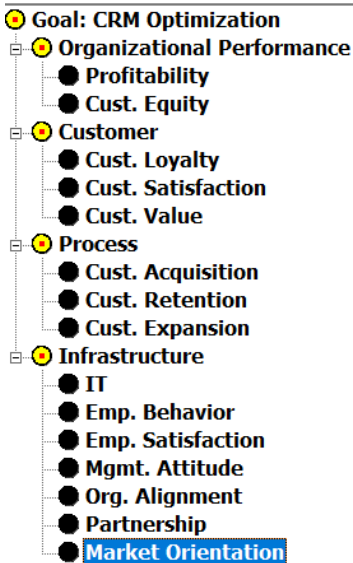 Goal: CRM Optimization
Organizational Performance
Profitability
Cust. Equity
Customer
Cust. Loyalty
Cust. Satisfaction
Cust. Value
Process
Cust. Acquisition
Cust. Retention
Cust. Expansion
Infrastructure
IT
Emp. Behavior
Emp. Satisfaction
Mgmt. Attitude
Org. Alignment
Partnership
Market Orientation